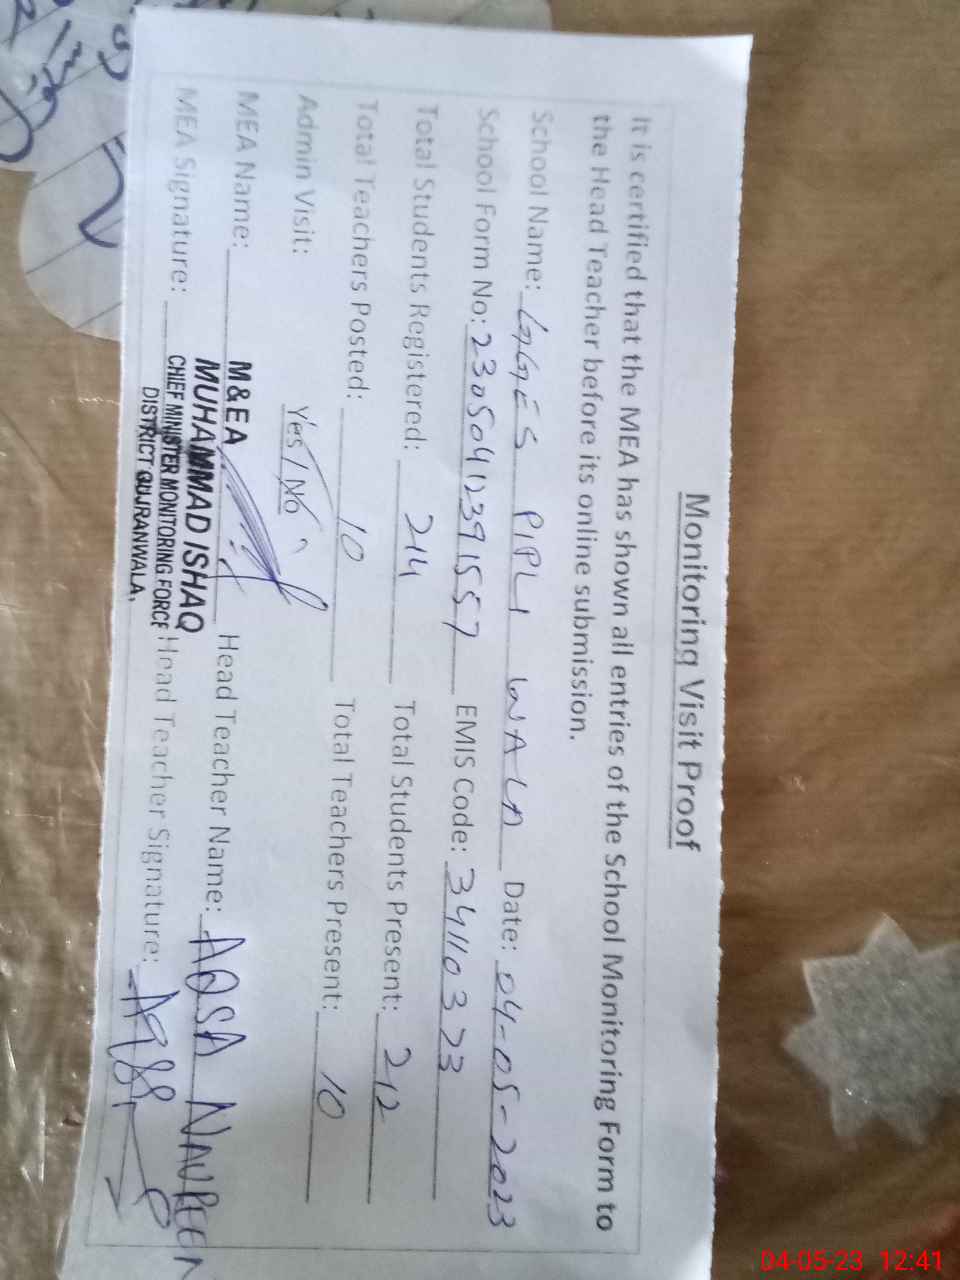 Monitoring Visit Proof
It is certified that the MEA has shown all entries of the School Monitoring Form to
the Head Teacher before its online submission.
School Name: GGES PIPLI WALA Date: 04-05-2023
School Form No: 23050412391557 EMIS Code: 34110373
Total Students Registered: 214 Total Students Present: 212
Total Teachers Posted: 10 Total Teachers Present: 10
Admin Visit: Yes / No
MEA Name: M&EA Head Teacher Name: AQSA NAUREEN
MUHAMMAD ISHAQ
MEA Signature: CHIEF MINISTER MONITORING FORCE Head Teacher Signature:
DISTRICT GUJRANWALA.
04-05-23 12:41